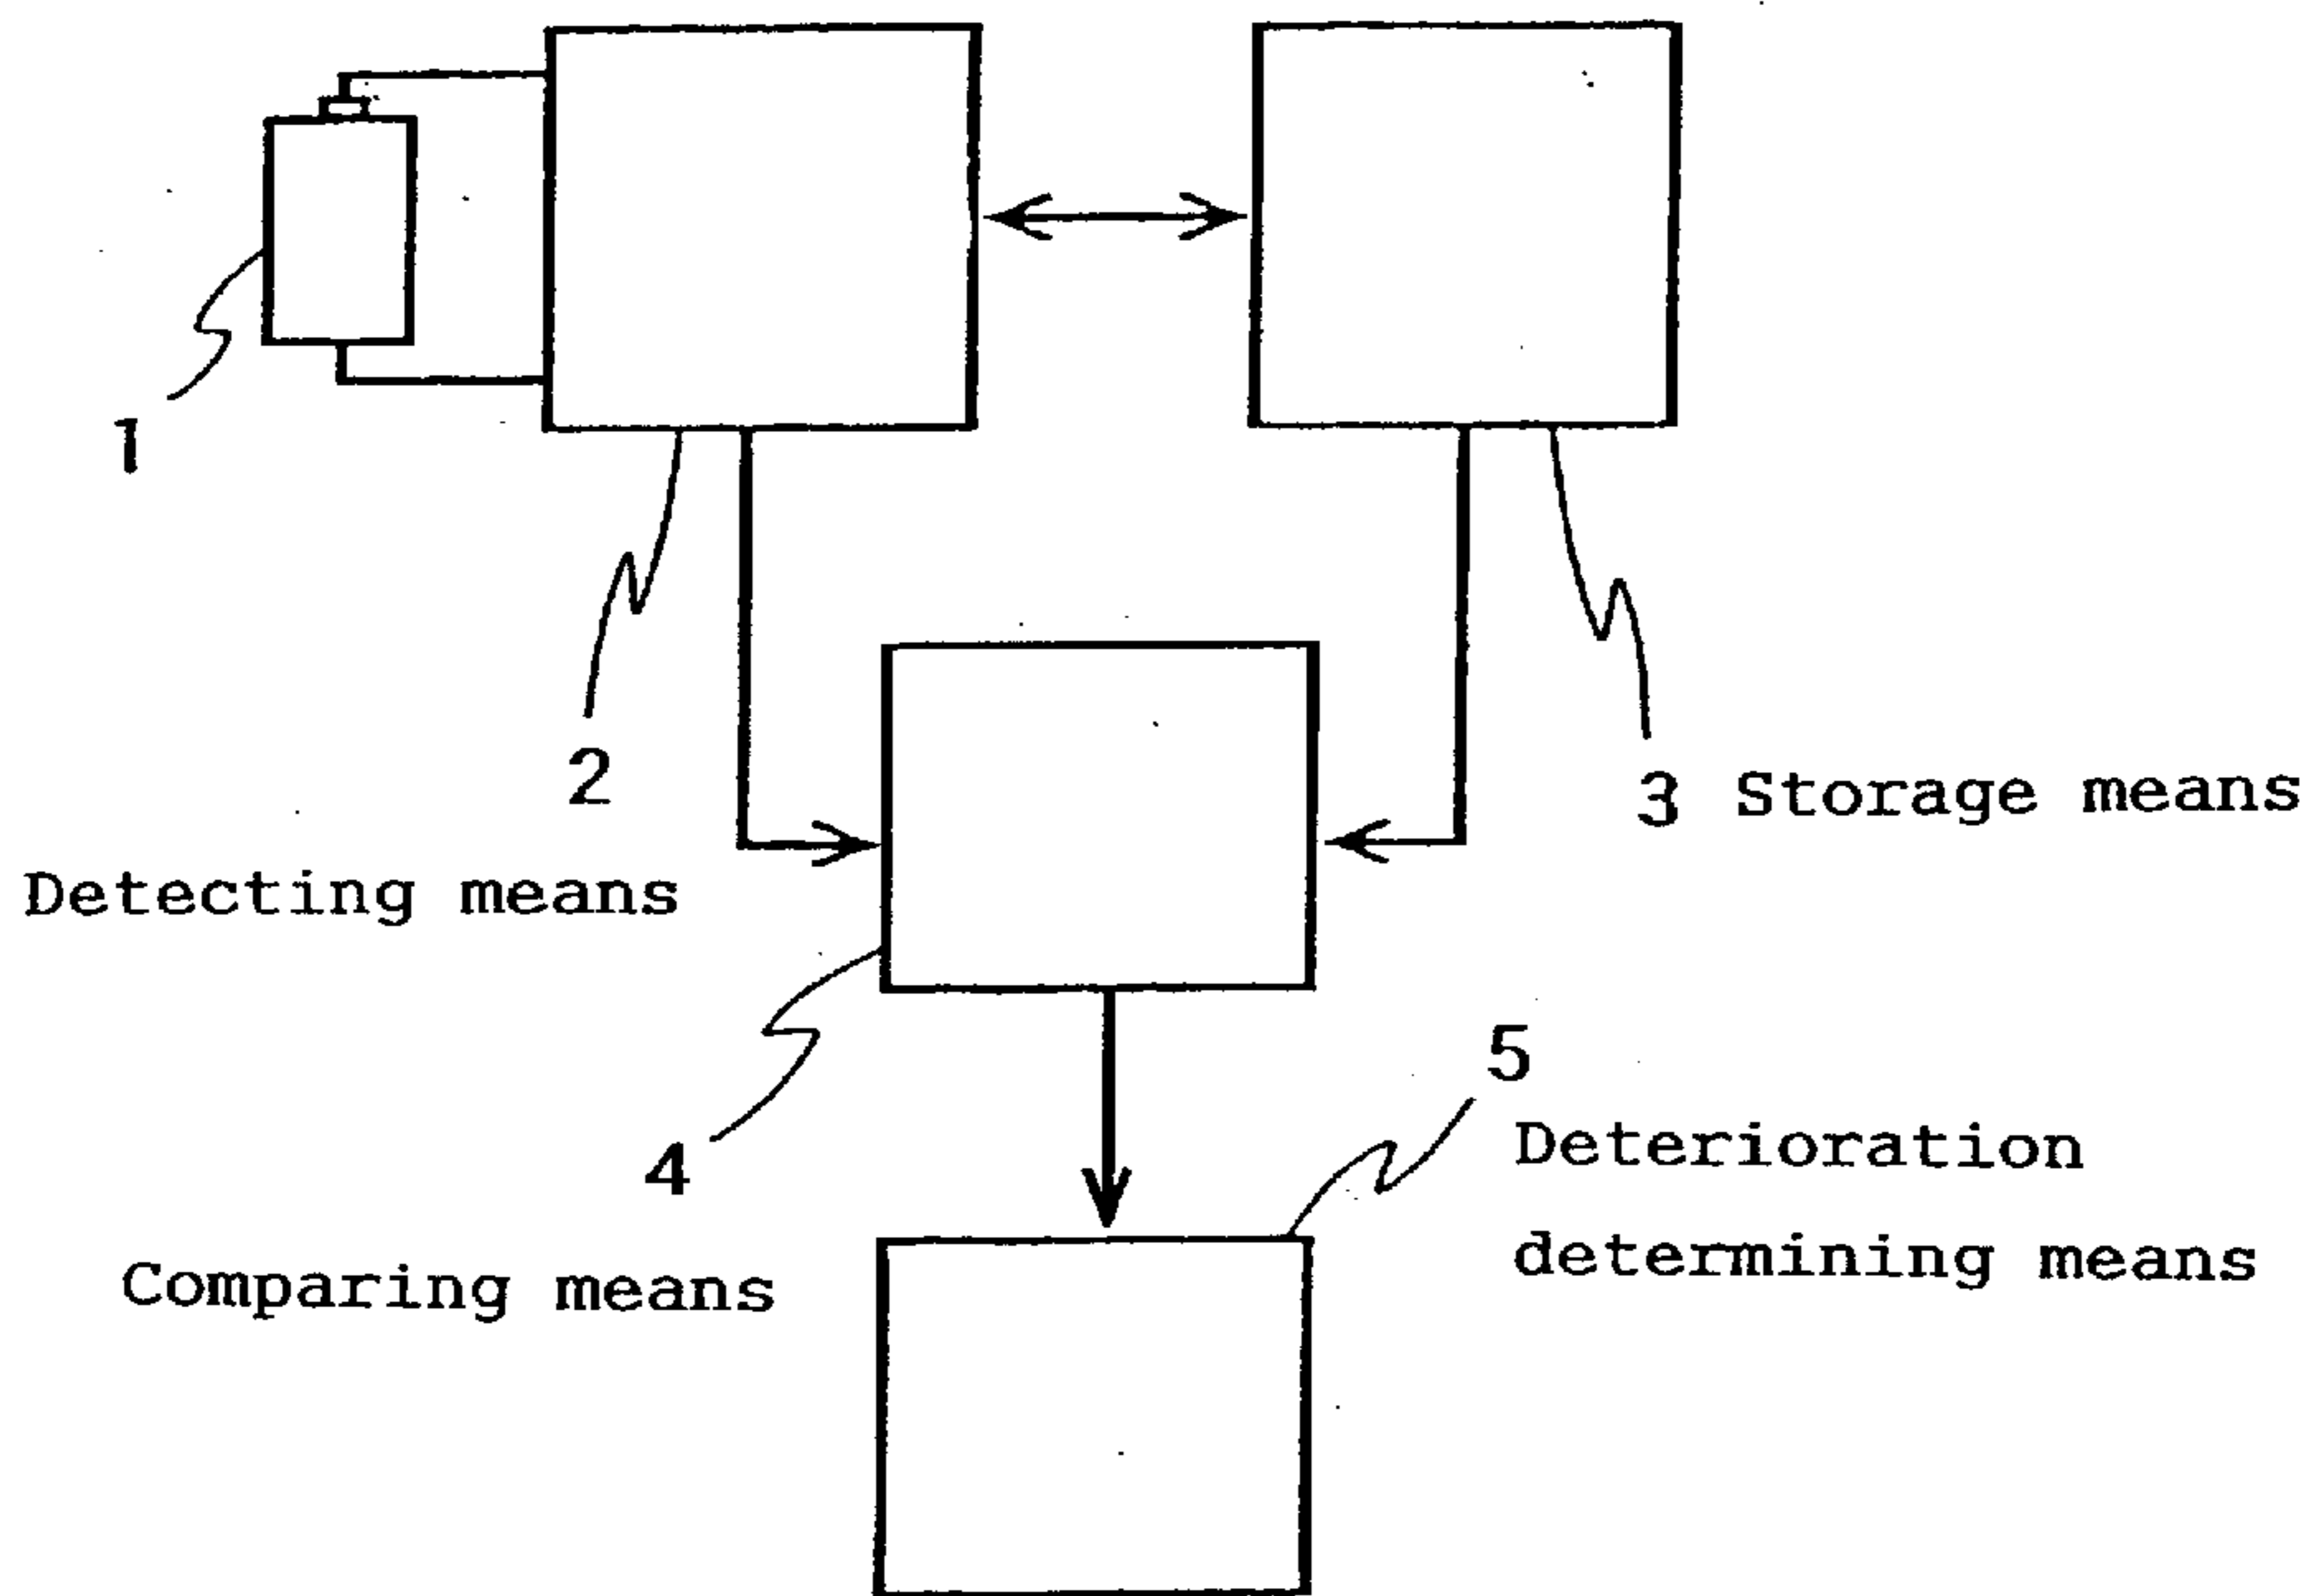 1
2
3 Storage means
Detecting means
4
5
Deterioration
determining means
Comparing means